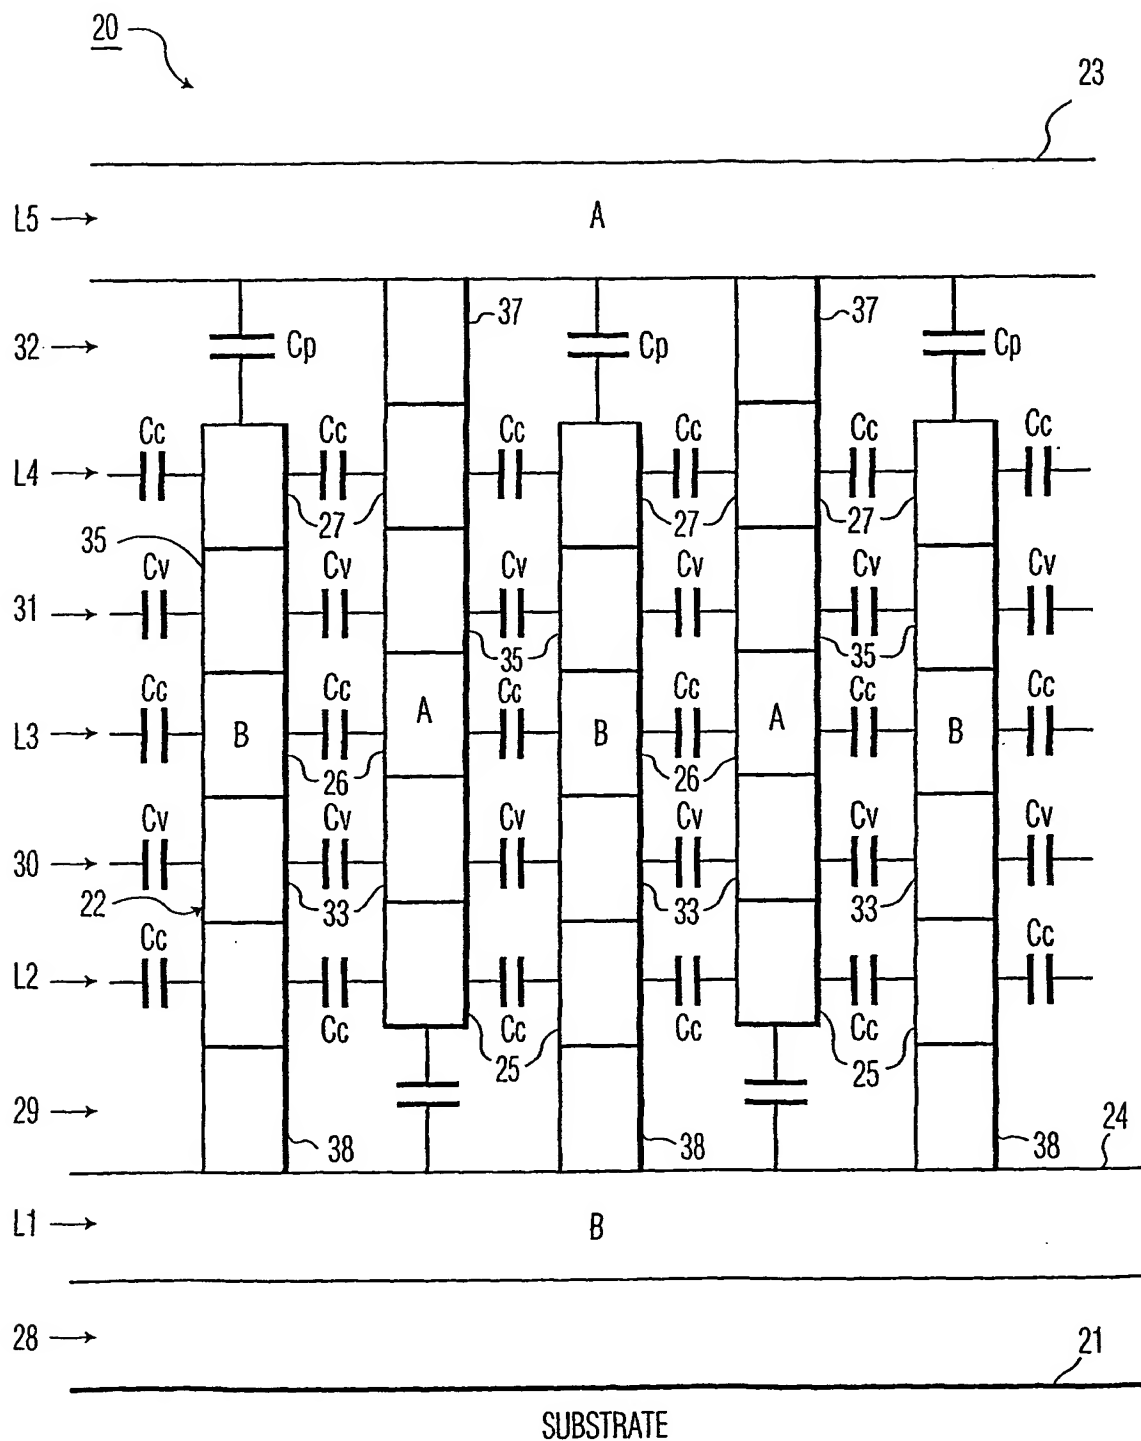 20
23
L5 A
37 37
32 Cp Cp Cp
Cc Cc Cc Cc Cc Cc
L4
27 27 27
35
Cv Cv Cv Cv Cv Cv
31
35 35
Cc Cc Cc Cc Cc Cc
L3 B A B A B
26 26
Cv Cv Cv Cv Cv Cv
30
22 33 33 33
Cc Cc
L2
Cc Cc Cc Cc
25 25
29
38 38 38 24
L1 B
28 21
SUBSTRATE